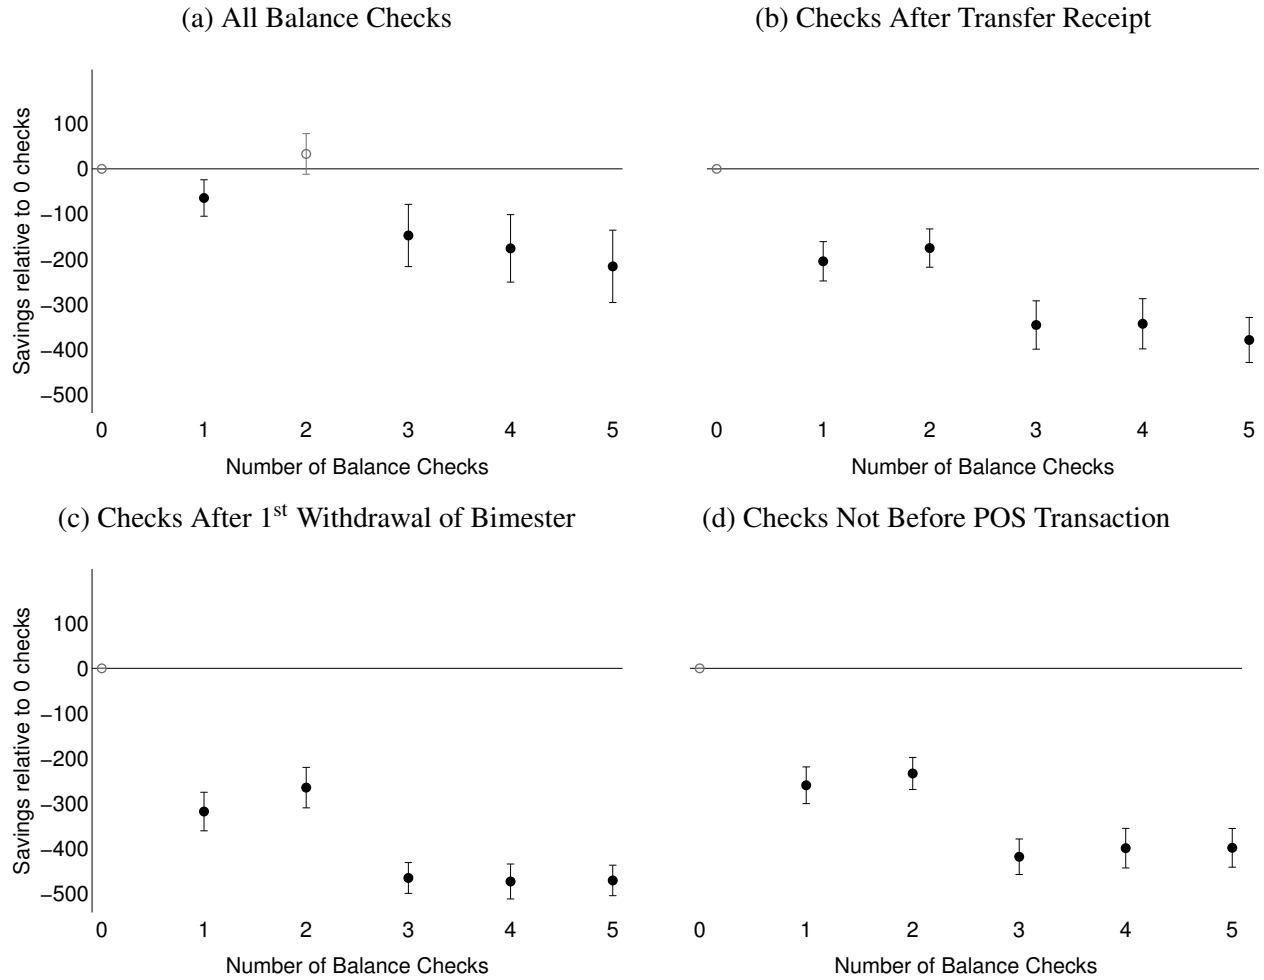 (a) All Balance Checks
Savings relative to 0 checks
100
0
−100
−200
−300
−400
−500
0 1 2 3 4 5
Number of Balance Checks
(b) Checks After Transfer Receipt
0 1 2 3 4 5
Number of Balance Checks
(c) Checks After 1st Withdrawal of Bimester
Savings relative to 0 checks
100
0
−100
−200
−300
−400
−500
0 1 2 3 4 5
Number of Balance Checks
(d) Checks Not Before POS Transaction
0 1 2 3 4 5
Number of Balance Checks